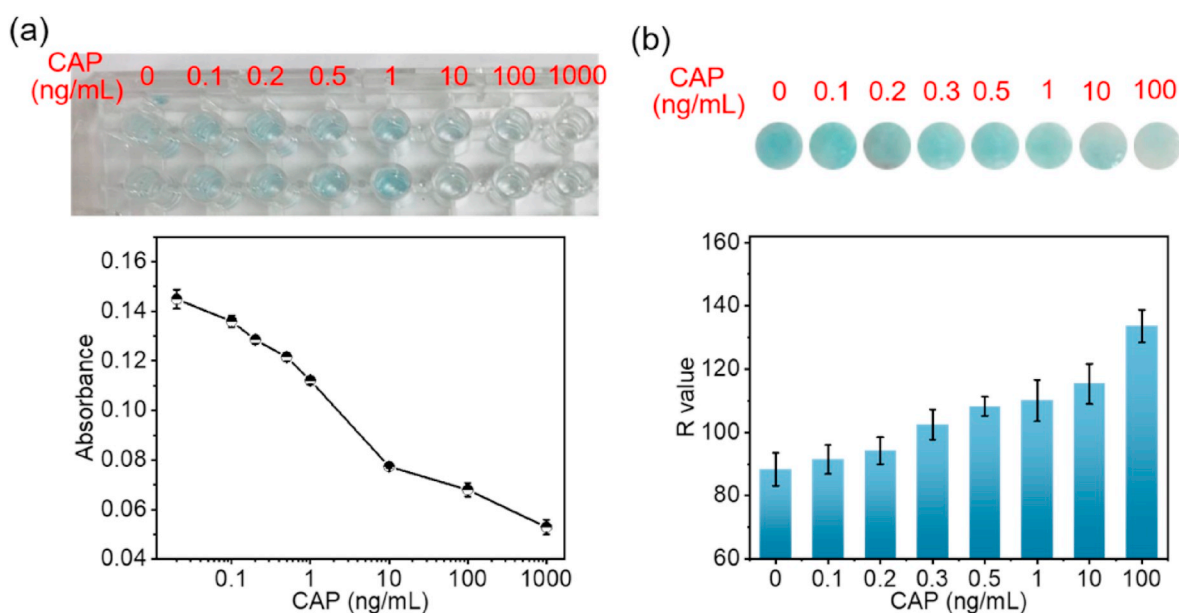 (a)
CAP
(ng/mL)
0 0.1 0.2 0.5 1 10 100 1000
0.16
0.14
0.12
0.10
0.08
0.06
0.04
Absorbance
0.1 1 10 100 1000
CAP (ng/mL)
(b)
CAP
(ng/mL)
0 0.1 0.2 0.3 0.5 1 10 100
160
140
120
100
80
60
R value
0 0.1 0.2 0.3 0.5 1 10 100
CAP (ng/mL)